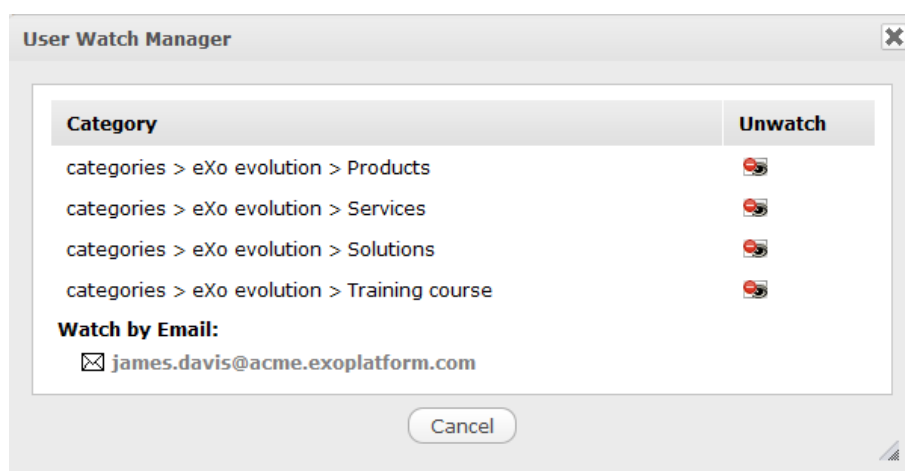 User Watch Manager
Category Unwatch
categories > eXo evolution > Products
categories > eXo evolution > Services
categories > eXo evolution > Solutions
categories > eXo evolution > Training course
Watch by Email:
james.davis@acme.exoplatform.com
Cancel